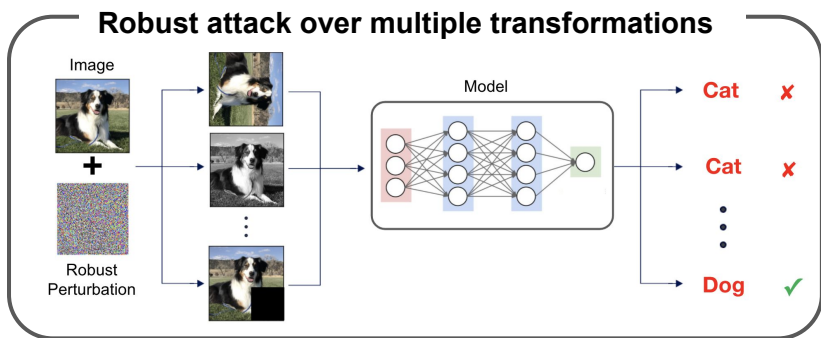 Robust attack over multiple transformations
Image
Robust
Perturbation
Model
Cat ✘
Cat ✘
Dog ✓